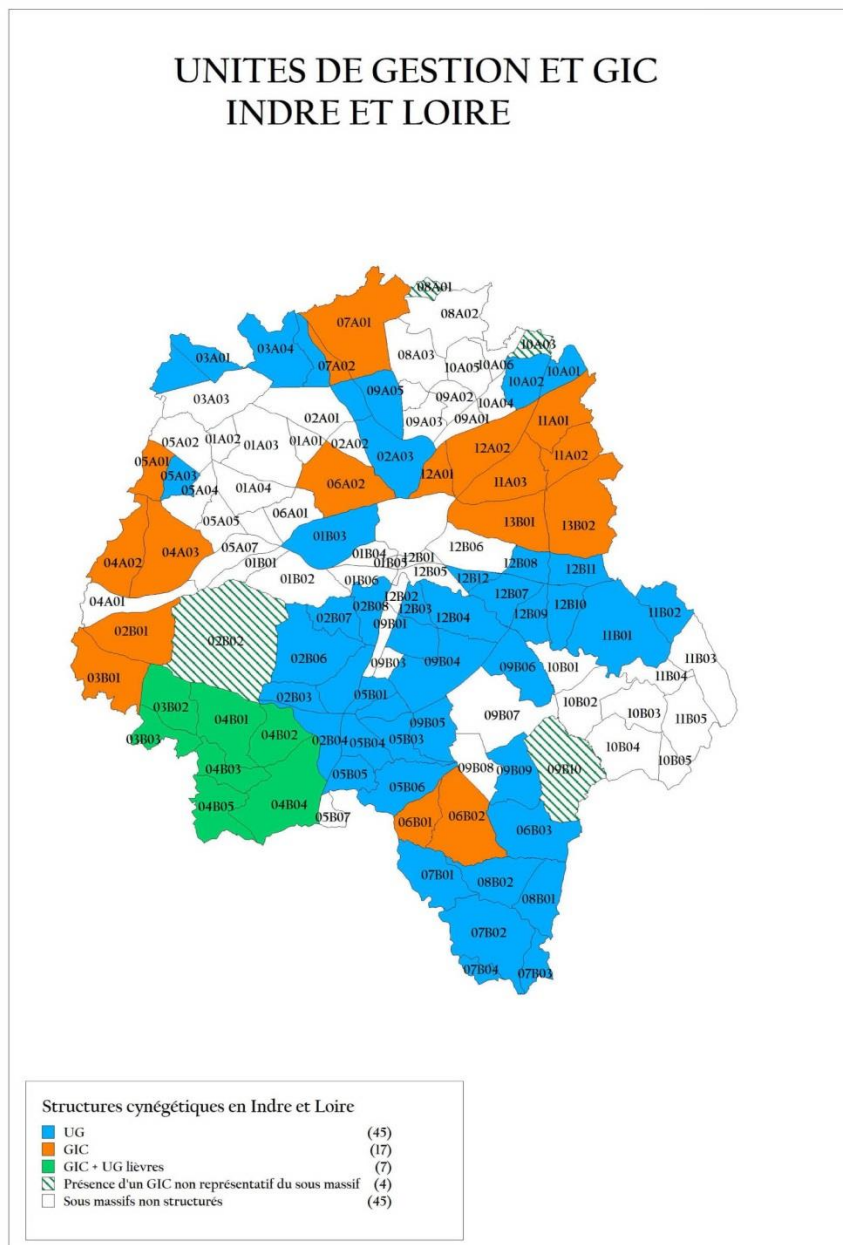 UNITES DE GESTION ET GIC
INDRE ET LOIRE
08A01
07A01
08A02
03A04
10A03
03A01
08A03
07A02
10A06
10A05
10A01
10A02
09A05
03A03
09A02
10A04
02A01
09A03
09A01
11A01
05A02
01A02
01A03
01A01
02A02
12A02
02A03
11A02
05A01
12A01
05A03
06A02
11A03
05A04
01A04
06A01
05A05
13B01
13B02
01B03
04A03
05A07
04A02
01B04
12B06
01B01
01B05
12B01
12B08
12B11
01B02
01B06
12B05
12B12
04A01
12B02
12B07
02B08
12B03
12B10
11B02
02B07
09B01
12B04
12B09
02B01
02B02
11B01
02B06
09B03
09B04
09B06
10B01
11B03
03B01
11B04
02B03
05B01
10B02
03B02
10B03
04B01
09B05
09B07
11B05
03B03
04B02
02B04
05B04
05B03
10B04
10B05
04B03
09B08
09B09
09B10
05B05
05B06
04B05
04B04
05B07
06B01
06B02
06B03
07B01
08B02
08B01
07B02
07B04
07B03
Structures cynégétiques en Indre et Loire
UG (45)
GIC (17)
GIC + UG lièvres (7)
Présence d'un GIC non représentatif du sous massif (4)
Sous massifs non structurés (45)